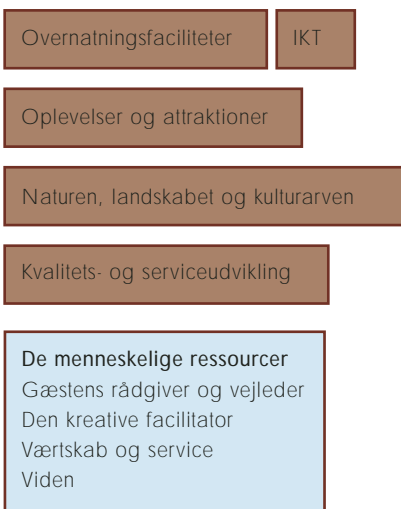 Overnatningsfaciliteter
IKT
Oplevelser og attraktioner
Naturen, landskabet og kulturarven
Kvalitets- og serviceudvikling
De menneskelige ressourcer
Gæstens rådgiver og vejleder
Den kreative facilitator
Værtskab og service
Viden